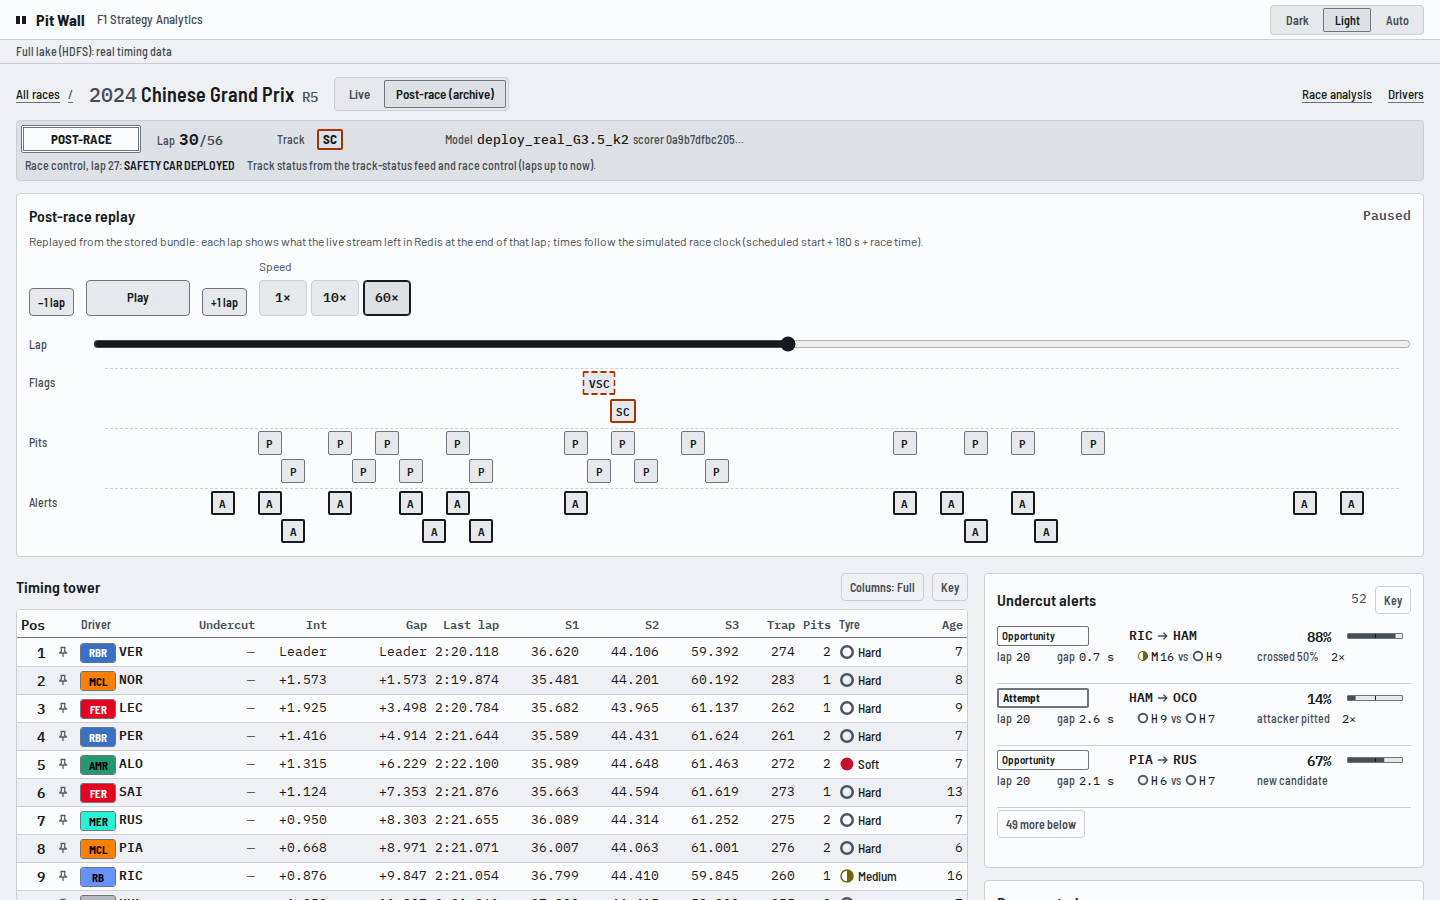 Pit Wall F1 Strategy Analytics Dark Light Auto
Full lake (HDFS): real timing data
All races / 2024 Chinese Grand Prix R5 Live Post-race (archive) Race analysis Drivers
POST-RACE Lap 30/56 Track SC Model deploy_real_G3.5_k2 scorer 0a9b7dfbc205…
Race control, lap 27: SAFETY CAR DEPLOYED Track status from the track-status feed and race control (laps up to now).
Post-race replay Paused
Replayed from the stored bundle: each lap shows what the live stream left in Redis at the end of that lap; times follow the simulated race clock (scheduled start + 180 s + race time).
Speed
−1 lap Play +1 lap 1× 10× 60×
Lap
Flags VSC
SC
Pits P P P P P P P P P P P
P P P P P P P
Alerts A A A A A A A A A A A
A A A A A
Timing tower Columns: Full Key
Pos Driver Undercut Int Gap Last lap S1 S2 S3 Trap Pits Tyre Age
1 RBR VER — Leader Leader 2:20.118 36.620 44.106 59.392 274 2 Hard 7
2 MCL NOR — +1.573 +1.573 2:19.874 35.481 44.201 60.192 283 1 Hard 8
3 FER LEC — +1.925 +3.498 2:20.784 35.682 43.965 61.137 262 1 Hard 9
4 RBR PER — +1.416 +4.914 2:21.644 35.589 44.431 61.624 261 2 Hard 7
5 AMR ALO — +1.315 +6.229 2:22.100 35.989 44.648 61.463 272 2 Soft 7
6 FER SAI — +1.124 +7.353 2:21.876 35.663 44.594 61.619 273 1 Hard 13
7 MER RUS — +0.950 +8.303 2:21.655 36.089 44.314 61.252 275 2 Hard 7
8 MCL PIA — +0.668 +8.971 2:21.071 36.007 44.063 61.001 276 2 Hard 6
9 RB RIC — +0.876 +9.847 2:21.054 36.799 44.410 59.845 260 1 Medium 16
Undercut alerts 52 Key
Opportunity RIC → HAM 88%
lap 20 gap 0.7 s M 16 vs H 9 crossed 50% 2×
Attempt HAM → OCO 14%
lap 20 gap 2.6 s H 9 vs H 7 attacker pitted 2×
Opportunity PIA → RUS 67%
lap 20 gap 2.1 s H 6 vs H 7 new candidate
49 more below